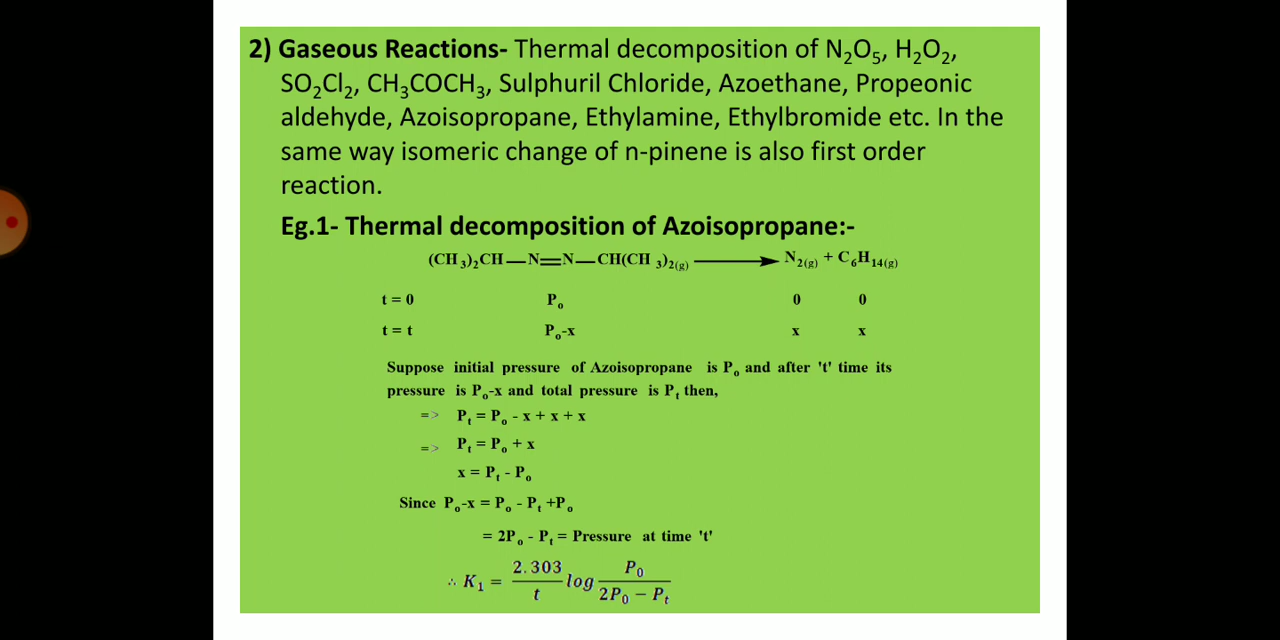 2) Gaseous Reactions- Thermal decomposition of N₂O₅, H₂O₂,
SO₂Cl₂, CH₃COCH₃, Sulphuril Chloride, Azoethane, Propeonic
aldehyde, Azoisopropane, Ethylamine, Ethylbromide etc. In the
same way isomeric change of n-pinene is also first order
reaction.
Eg.1- Thermal decomposition of Azoisopropane:-
(CH₃)₂CH—N═N—CH(CH ₃)₂₍g₎ ⟶ N₂₍g₎ + C₆H₁₄₍g₎
t = 0 Pₒ 0 0
t = t Pₒ-x x x
Suppose initial pressure of Azoisopropane is Pₒ and after 't' time its
pressure is Pₒ-x and total pressure is Pₜ then,
=> Pₜ = Pₒ - x + x + x
=> Pₜ = Pₒ + x
x = Pₜ - Pₒ
Since Pₒ-x = Pₒ - Pₜ +Pₒ
= 2Pₒ - Pₜ = Pressure at time 't'
∴ K₁ = 2.303/t log P₀/(2P₀ − Pₜ)